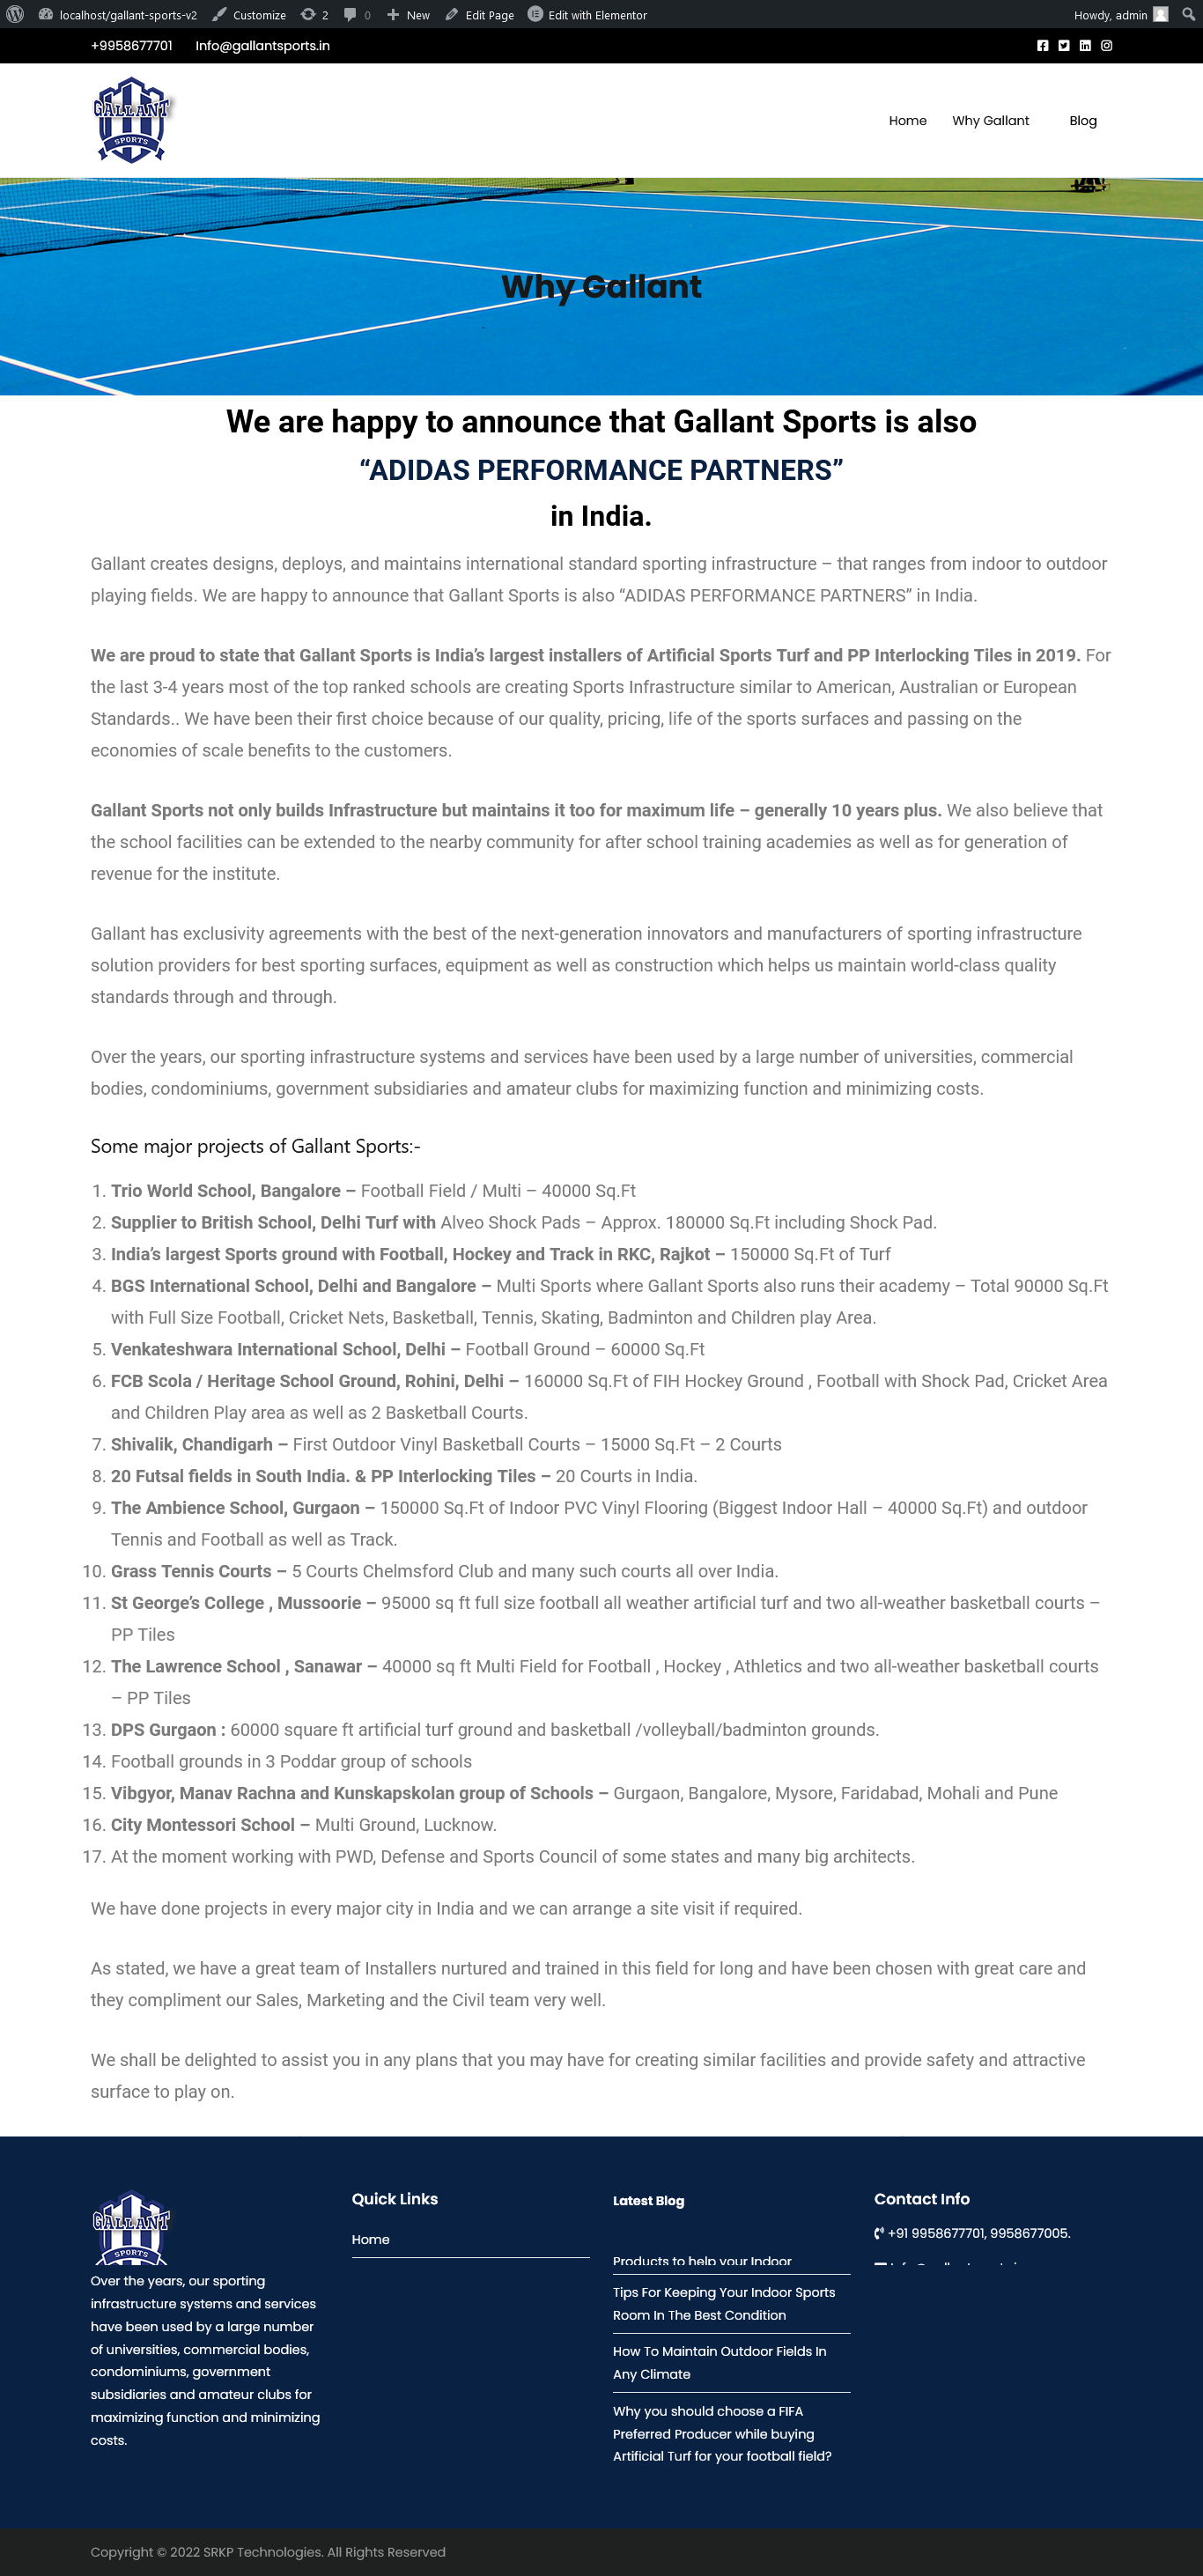 localhost/gallant-sports-v2 Customize 2 0 New Edit Page Edit with Elementor Howdy, admin
+9958677701 Info@gallantsports.in
GALLANT
SPORTS
Home Why Gallant Blog
Why Gallant
We are happy to announce that Gallant Sports is also
“ADIDAS PERFORMANCE PARTNERS”
in India.
Gallant creates designs, deploys, and maintains international standard sporting infrastructure – that ranges from indoor to outdoor
playing fields. We are happy to announce that Gallant Sports is also “ADIDAS PERFORMANCE PARTNERS” in India.
We are proud to state that Gallant Sports is India’s largest installers of Artificial Sports Turf and PP Interlocking Tiles in 2019. For
the last 3-4 years most of the top ranked schools are creating Sports Infrastructure similar to American, Australian or European
Standards.. We have been their first choice because of our quality, pricing, life of the sports surfaces and passing on the
economies of scale benefits to the customers.
Gallant Sports not only builds Infrastructure but maintains it too for maximum life – generally 10 years plus. We also believe that
the school facilities can be extended to the nearby community for after school training academies as well as for generation of
revenue for the institute.
Gallant has exclusivity agreements with the best of the next-generation innovators and manufacturers of sporting infrastructure
solution providers for best sporting surfaces, equipment as well as construction which helps us maintain world-class quality
standards through and through.
Over the years, our sporting infrastructure systems and services have been used by a large number of universities, commercial
bodies, condominiums, government subsidiaries and amateur clubs for maximizing function and minimizing costs.
Some major projects of Gallant Sports:-
1. Trio World School, Bangalore – Football Field / Multi – 40000 Sq.Ft
2. Supplier to British School, Delhi Turf with Alveo Shock Pads – Approx. 180000 Sq.Ft including Shock Pad.
3. India’s largest Sports ground with Football, Hockey and Track in RKC, Rajkot – 150000 Sq.Ft of Turf
4. BGS International School, Delhi and Bangalore – Multi Sports where Gallant Sports also runs their academy – Total 90000 Sq.Ft
with Full Size Football, Cricket Nets, Basketball, Tennis, Skating, Badminton and Children play Area.
5. Venkateshwara International School, Delhi – Football Ground – 60000 Sq.Ft
6. FCB Scola / Heritage School Ground, Rohini, Delhi – 160000 Sq.Ft of FIH Hockey Ground , Football with Shock Pad, Cricket Area
and Children Play area as well as 2 Basketball Courts.
7. Shivalik, Chandigarh – First Outdoor Vinyl Basketball Courts – 15000 Sq.Ft – 2 Courts
8. 20 Futsal fields in South India. & PP Interlocking Tiles – 20 Courts in India.
9. The Ambience School, Gurgaon – 150000 Sq.Ft of Indoor PVC Vinyl Flooring (Biggest Indoor Hall – 40000 Sq.Ft) and outdoor
Tennis and Football as well as Track.
10. Grass Tennis Courts – 5 Courts Chelmsford Club and many such courts all over India.
11. St George’s College , Mussoorie – 95000 sq ft full size football all weather artificial turf and two all-weather basketball courts –
PP Tiles
12. The Lawrence School , Sanawar – 40000 sq ft Multi Field for Football , Hockey , Athletics and two all-weather basketball courts
– PP Tiles
13. DPS Gurgaon : 60000 square ft artificial turf ground and basketball /volleyball/badminton grounds.
14. Football grounds in 3 Poddar group of schools
15. Vibgyor, Manav Rachna and Kunskapskolan group of Schools – Gurgaon, Bangalore, Mysore, Faridabad, Mohali and Pune
16. City Montessori School – Multi Ground, Lucknow.
17. At the moment working with PWD, Defense and Sports Council of some states and many big architects.
We have done projects in every major city in India and we can arrange a site visit if required.
As stated, we have a great team of Installers nurtured and trained in this field for long and have been chosen with great care and
they compliment our Sales, Marketing and the Civil team very well.
We shall be delighted to assist you in any plans that you may have for creating similar facilities and provide safety and attractive
surface to play on.
GALLANT
SPORTS
Over the years, our sporting
infrastructure systems and services
have been used by a large number
of universities, commercial bodies,
condominiums, government
subsidiaries and amateur clubs for
maximizing function and minimizing
costs.
Quick Links
Home
Latest Blog
Products to help your Indoor
Tips For Keeping Your Indoor Sports
Room In The Best Condition
How To Maintain Outdoor Fields In
Any Climate
Why you should choose a FIFA
Preferred Producer while buying
Artificial Turf for your football field?
Contact Info
+91 9958677701, 9958677005.
Copyright © 2022 SRKP Technologies. All Rights Reserved